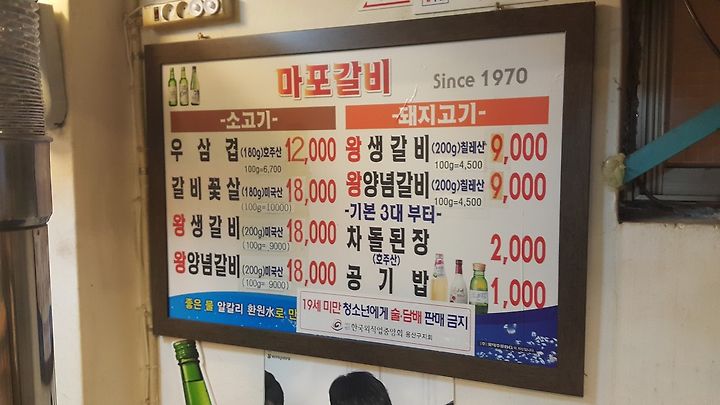 마포갈비 Since 1970
-소고기-
우삼겹 (180g)호주산 12,000
100g=6,700
갈비꽃살 (180g)미국산 18,000
(100g=10000)
왕생갈비 (200g)미국산 18,000
(100g= 9000)
왕양념갈비 (200g)미국산 18,000
(100g= 9000)
-돼지고기-
왕생갈비 (200g)칠레산 9,000
100g=4,500
왕양념갈비 (200g)칠레산 9,000
100g=4,500
-기본 3대 부터-
차돌된장 2,000
(호주산)
공기밥 1,000
좋은 물 알칼리 환원水로
19세 미만 청소년에게 술·담배 판매 금지
한국외식업중앙회 용산구지회